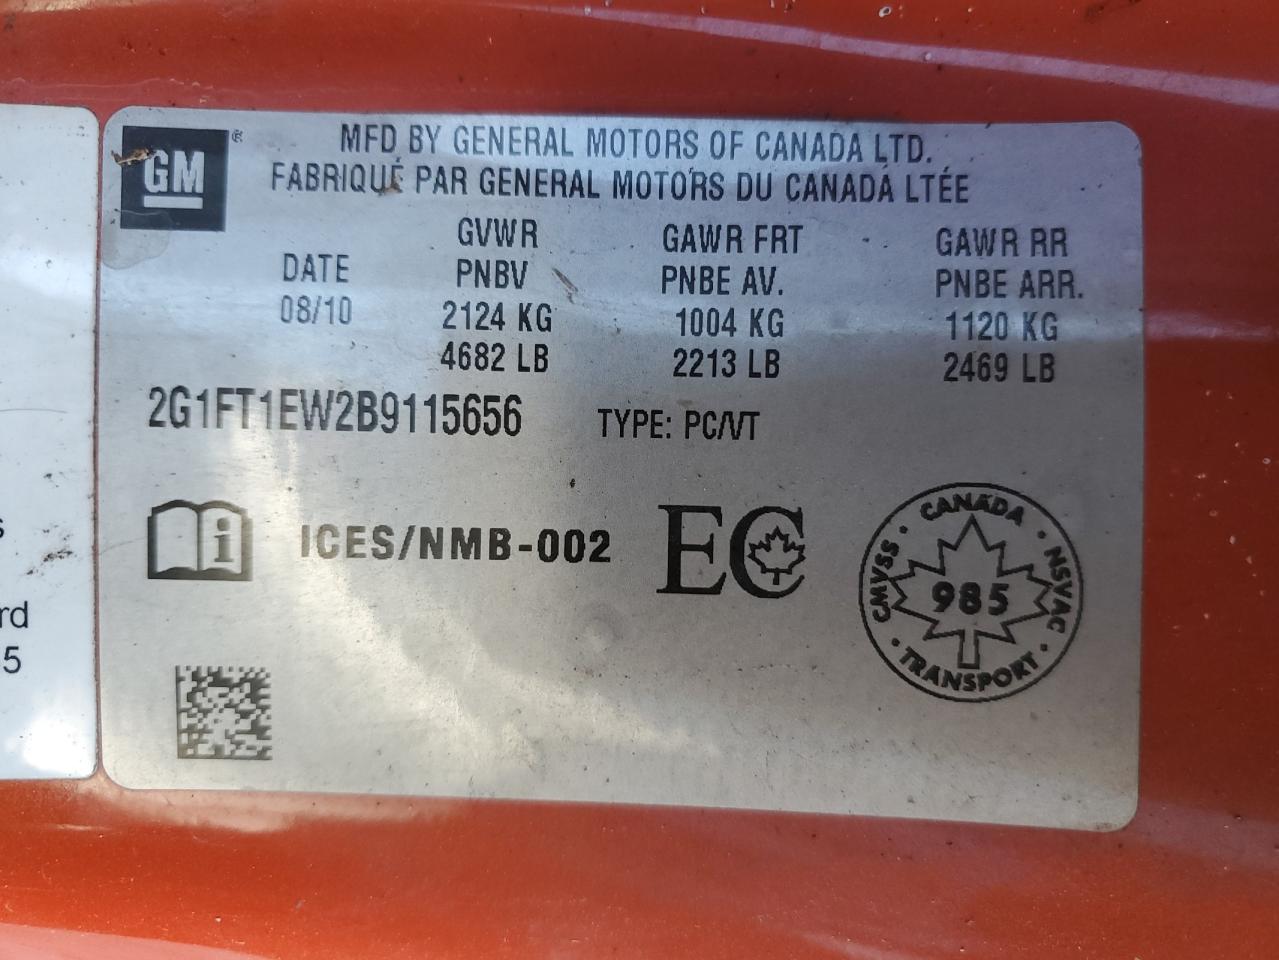 GM ®
MFD BY GENERAL MOTORS OF CANADA LTD.
FABRIQUÉ PAR GENERAL MOTORS DU CANADA LTÉE
GVWR GAWR FRT GAWR RR
DATE PNBV PNBE AV. PNBE ARR.
08/10 2124 KG 1004 KG 1120 KG
4682 LB 2213 LB 2469 LB
2G1FT1EW2B9115656 TYPE: PC/VT
i ICES/NMB-002 EC
CANADA
CMVSS · NSVAC
985
TRANSPORT
s
rd
5